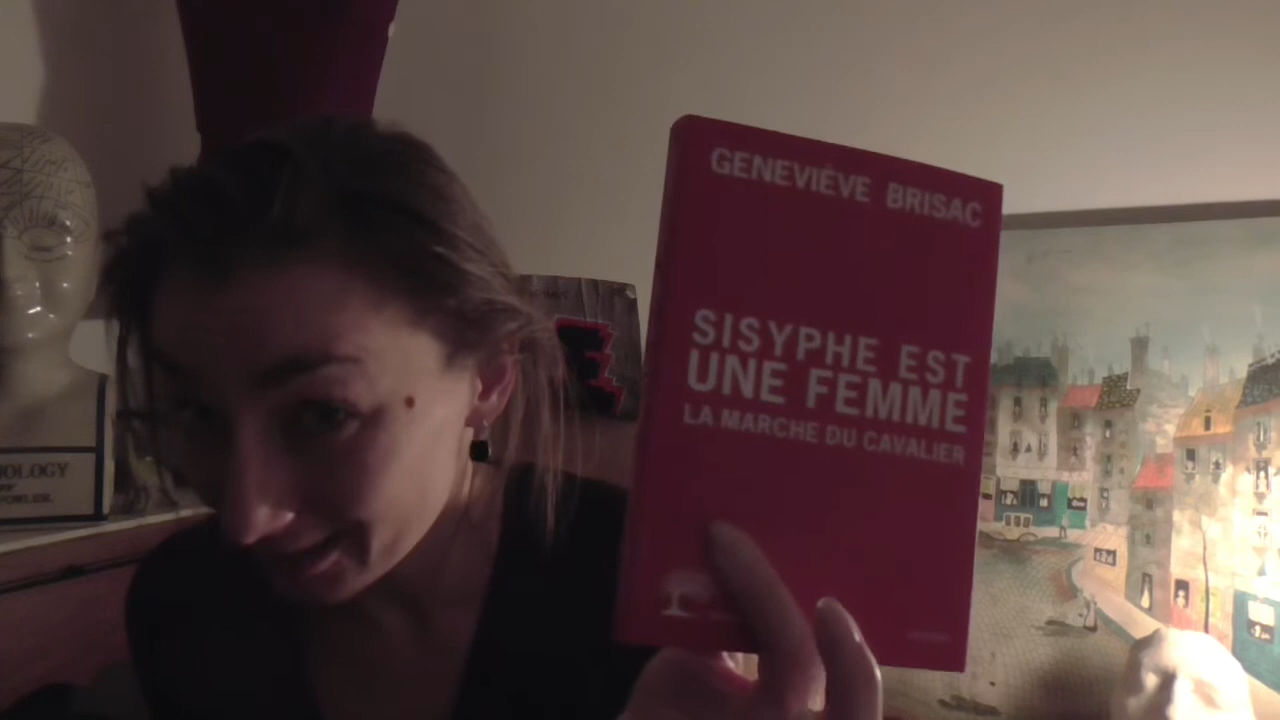 GENEVIÈVE BRISAC
SISYPHE EST
UNE FEMME
LA MARCHE DU CAVALIER